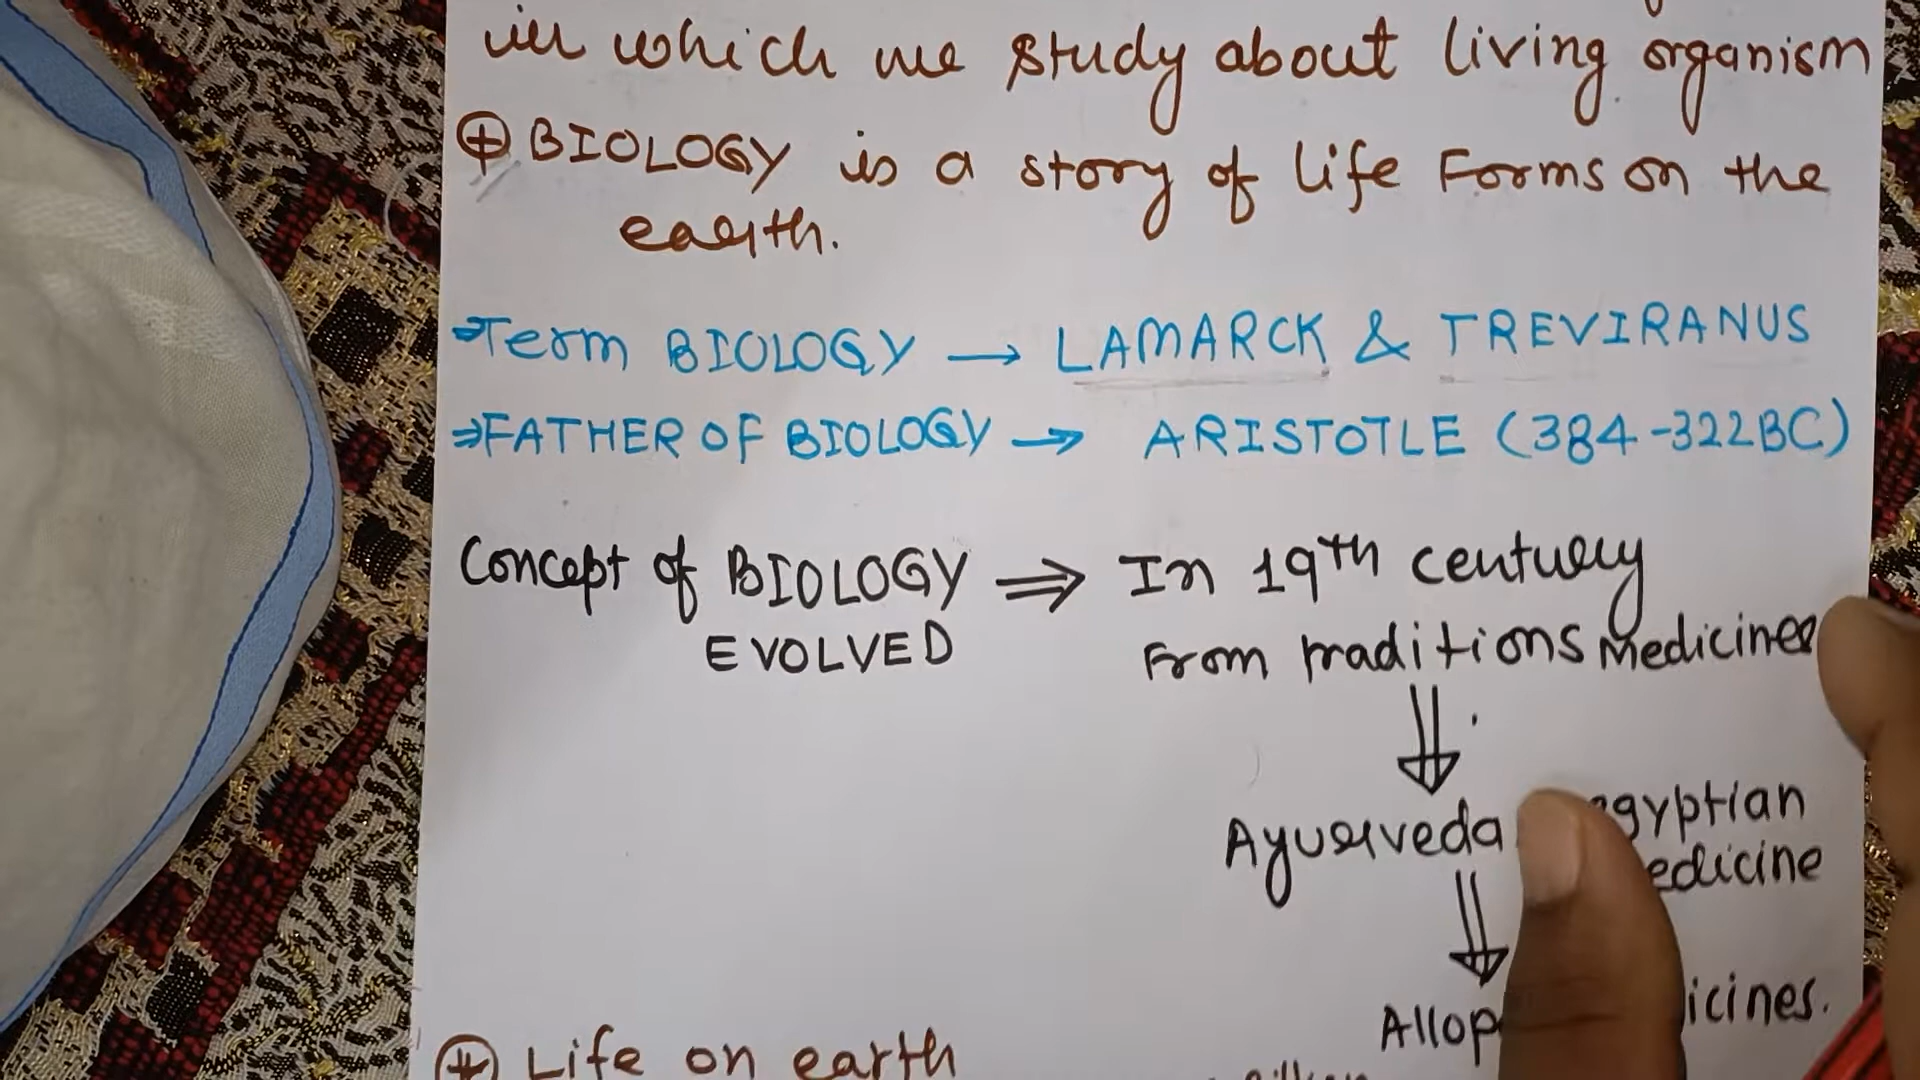 in which we study about living organism
⊕ BIOLOGY is a story of life Forms on the
earth.
⇒Term BIOLOGY → LAMARCK & TREVIRANUS
⇒FATHER OF BIOLOGY → ARISTOTLE (384-322BC)
Concept of BIOLOGY ⇒ In 19th century
EVOLVED From traditions Medicines
⇓
Ayurveda egyptian
edicine
⇓
Allop icines.
⊕ Life on earth